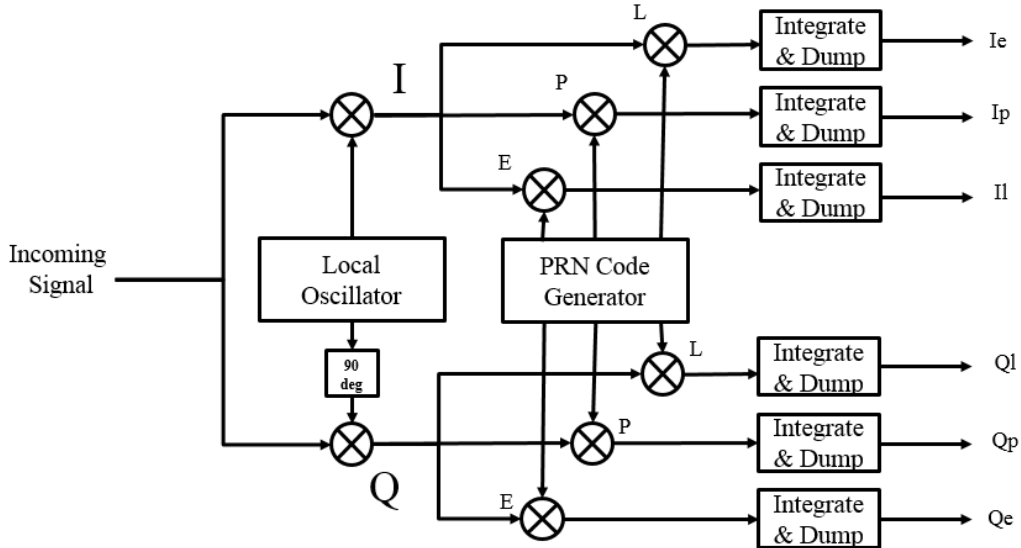 L
Integrate
& Dump
Ie
I
P
Integrate
& Dump
Ip
E
Integrate
& Dump
Il
Incoming
Signal
Local
Oscillator
PRN Code
Generator
90
deg
L
Integrate
& Dump
Ql
P
Integrate
& Dump
Qp
Q
E
Integrate
& Dump
Qe